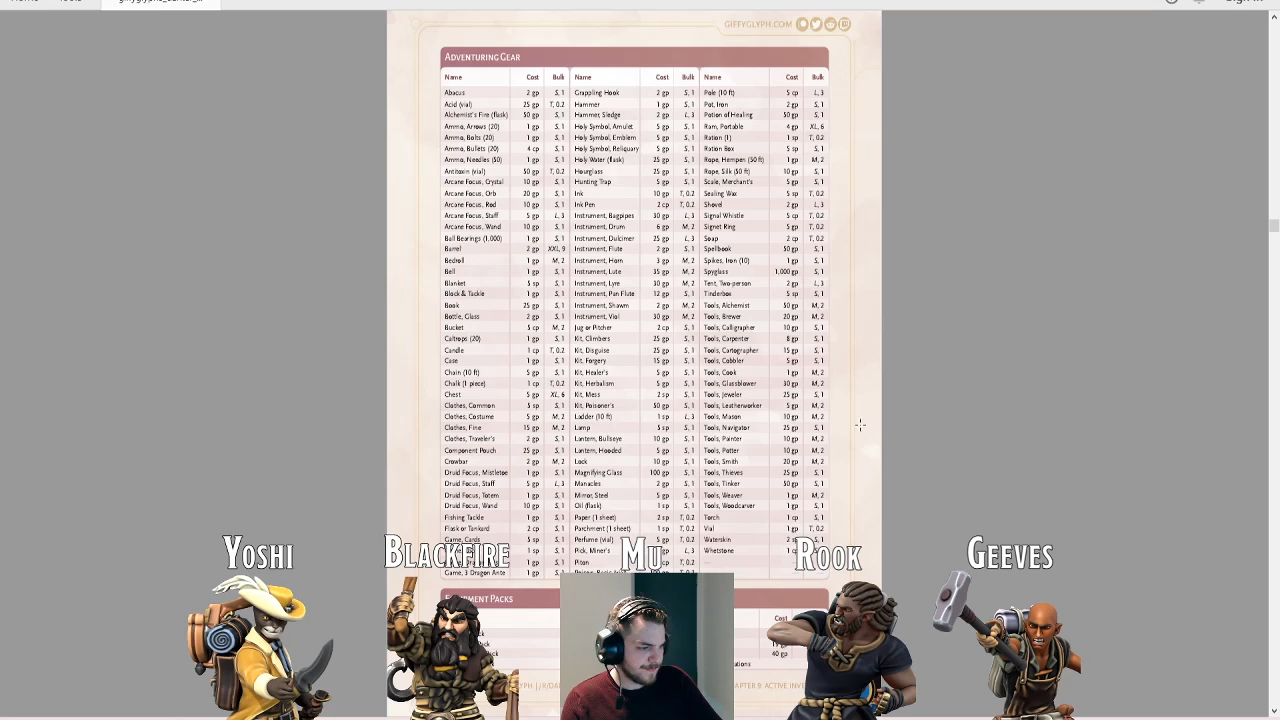 GIFFYGLYPH.COM
ADVENTURING GEAR
Name Cost Bulk Name Cost Bulk Name Cost Bulk
Abacus 2 gp S, 1 Grappling Hook 2 gp S, 1 Pole (10 ft) 5 cp L, 3
Acid (vial) 25 gp T, 0.2 Hammer 1 gp S, 1 Pot, Iron 2 gp S, 1
Alchemist's Fire (flask) 50 gp S, 1 Hammer, Sledge 2 gp L, 3 Potion of Healing 50 gp S, 1
Ammo, Arrows (20) 1 gp S, 1 Holy Symbol, Amulet 5 gp S, 1 Ram, Portable 4 gp XL, 6
Ammo, Bolts (20) 1 gp S, 1 Holy Symbol, Emblem 5 gp S, 1 Ration (1) 1 sp T, 0.2
Ammo, Bullets (20) 4 cp S, 1 Holy Symbol, Reliquary 5 gp S, 1 Ration Box 5 sp S, 1
Ammo, Needles (50) 1 gp S, 1 Holy Water (flask) 25 gp S, 1 Rope, Hempen (50 ft) 1 gp M, 2
Antitoxin (vial) 50 gp T, 0.2 Hourglass 25 gp S, 1 Rope, Silk (50 ft) 10 gp S, 1
Arcane Focus, Crystal 10 gp S, 1 Hunting Trap 5 gp S, 1 Scale, Merchant's 5 gp S, 1
Arcane Focus, Orb 20 gp S, 1 Ink 10 gp T, 0.2 Sealing Wax 5 sp T, 0.2
Arcane Focus, Rod 10 gp S, 1 Ink Pen 2 cp T, 0.2 Shovel 2 gp L, 3
Arcane Focus, Staff 5 gp L, 3 Instrument, Bagpipes 30 gp L, 3 Signal Whistle 5 cp T, 0.2
Arcane Focus, Wand 10 gp S, 1 Instrument, Drum 6 gp M, 2 Signet Ring 5 gp T, 0.2
Ball Bearings (1,000) 1 gp S, 1 Instrument, Dulcimer 25 gp L, 3 Soap 2 cp T, 0.2
Barrel 2 gp XXL, 9 Instrument, Flute 2 gp S, 1 Spellbook 50 gp S, 1
Bedroll 1 gp M, 2 Instrument, Horn 3 gp M, 2 Spikes, Iron (10) 1 gp S, 1
Bell 1 gp S, 1 Instrument, Lute 35 gp M, 2 Spyglass 1,000 gp S, 1
Blanket 5 sp S, 1 Instrument, Lyre 30 gp M, 2 Tent, Two-person 2 gp L, 3
Block & Tackle 1 gp S, 1 Instrument, Pan Flute 12 gp S, 1 Tinderbox 5 sp S, 1
Book 25 gp S, 1 Instrument, Shawm 2 gp M, 2 Tools, Alchemist 50 gp M, 2
Bottle, Glass 2 gp S, 1 Instrument, Viol 30 gp M, 2 Tools, Brewer 20 gp M, 2
Bucket 5 cp M, 2 Jug or Pitcher 2 cp S, 1 Tools, Calligrapher 10 gp S, 1
Caltrops (20) 1 gp S, 1 Kit, Climbers 25 gp S, 1 Tools, Carpenter 8 gp S, 1
Candle 1 cp T, 0.2 Kit, Disguise 25 gp S, 1 Tools, Cartographer 15 gp S, 1
Case 1 gp S, 1 Kit, Forgery 15 gp S, 1 Tools, Cobbler 5 gp S, 1
Chain (10 ft) 5 gp S, 1 Kit, Healer's 5 gp S, 1 Tools, Cook 1 gp M, 2
Chalk (1 piece) 1 cp T, 0.2 Kit, Herbalism 5 gp S, 1 Tools, Glassblower 30 gp M, 2
Chest 5 gp XL, 6 Kit, Mess 2 sp S, 1 Tools, Jeweler 25 gp S, 1
Clothes, Common 5 sp S, 1 Kit, Poisoner's 50 gp S, 1 Tools, Leatherworker 5 gp M, 2
Clothes, Costume 5 gp M, 2 Ladder (10 ft) 1 sp L, 3 Tools, Mason 10 gp M, 2
Clothes, Fine 15 gp M, 2 Lamp 5 sp S, 1 Tools, Navigator 25 gp S, 1
Clothes, Traveler's 2 gp S, 1 Lantern, Bullseye 10 gp S, 1 Tools, Painter 10 gp M, 2
Component Pouch 25 gp S, 1 Lantern, Hooded 5 gp S, 1 Tools, Potter 10 gp M, 2
Crowbar 2 gp M, 2 Lock 10 gp S, 1 Tools, Smith 20 gp M, 2
Druid Focus, Mistletoe 1 gp S, 1 Magnifying Glass 100 gp S, 1 Tools, Thieves 25 gp S, 1
Druid Focus, Staff 5 gp L, 3 Manacles 2 gp S, 1 Tools, Tinker 50 gp S, 1
Druid Focus, Totem 1 gp S, 1 Mirror, Steel 5 gp S, 1 Tools, Weaver 1 gp M, 2
Druid Focus, Wand 10 gp S, 1 Oil (flask) 1 sp S, 1 Tools, Woodcarver 1 gp S, 1
Fishing Tackle 1 gp S, 1 Paper (1 sheet) 2 sp T, 0.2 Torch 1 cp S, 1
Flask or Tankard 2 cp S, 1 Parchment (1 sheet) 1 sp T, 0.2 Vial 1 gp T, 0.2
Game, Cards 5 sp S, 1 Perfume (vial) 5 gp T, 0.2 Waterskin 2
1 sp S, 1 Pick, Miner's gp L, 3 Whetstone 1
1 gp S, 1 Piton cp T, 0.2
Game, 3 Dragon Ante 1 gp S, 1
Yoshi
Blackfire
Mu
Rook
Geeves
PACKS
Cost
40 gp